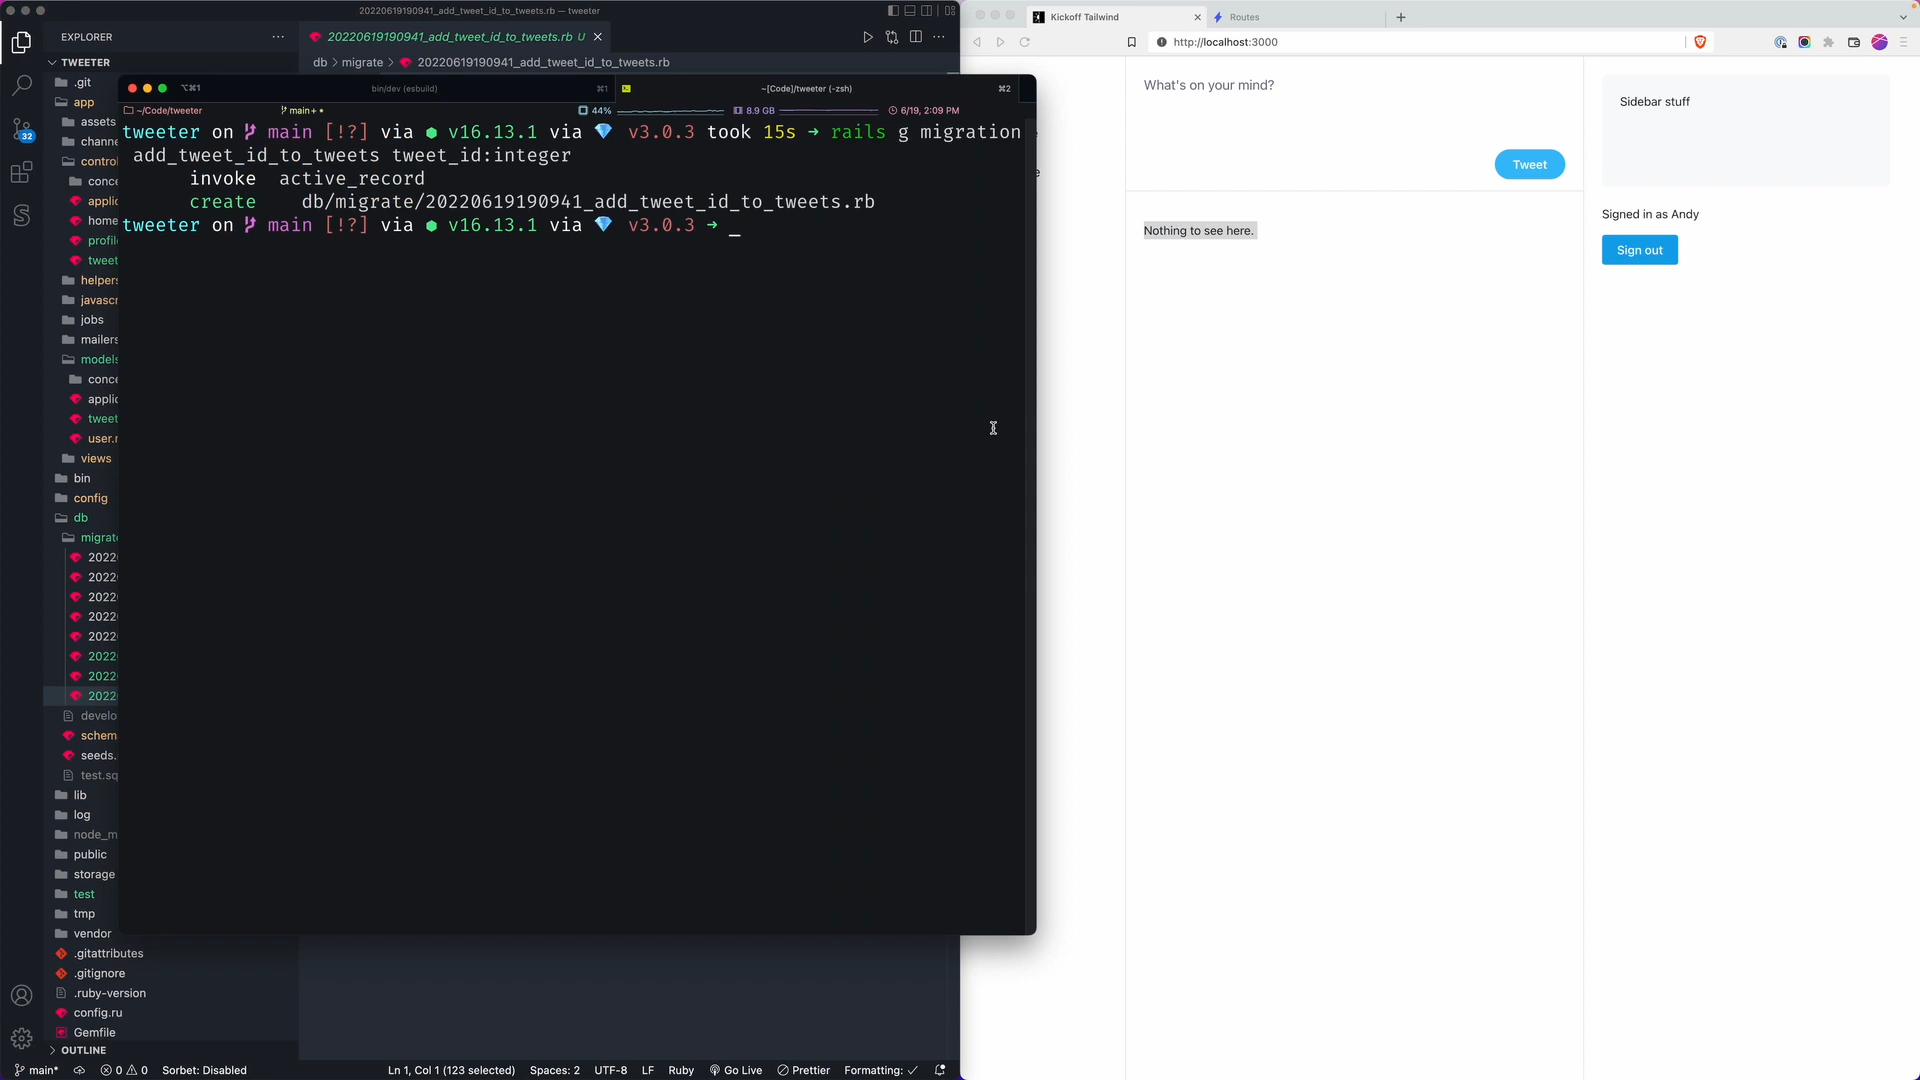 20220619190941_add_tweet_id_to_tweets.rb — tweeter
EXPLORER
20220619190941_add_tweet_id_to_tweets.rb U
TWEETER
db > migrate > 20220619190941_add_tweet_id_to_tweets.rb
.git
app
assets
channe
control
conce
applic
home
profile
tweet
helpers
javascr
jobs
mailers
models
conce
applic
tweet
user.r
views
bin
config
db
migrate
2022
2022
2022
2022
2022
2022
2022
2022
develo
schem
seeds.
test.sq
lib
log
node_m
public
storage
test
tmp
vendor
.gitattributes
.gitignore
.ruby-version
config.ru
Gemfile
OUTLINE
32
⌥⌘1
bin/dev (esbuild)
⌘1
~[Code]/tweeter (-zsh)
⌘2
~/Code/tweeter
main
44%
8.9 GB
6/19, 2:09 PM
tweeter on main [!?] via v16.13.1 via v3.0.3 took 15s → rails g migration
add_tweet_id_to_tweets tweet_id:integer
invoke active_record
create db/migrate/20220619190941_add_tweet_id_to_tweets.rb
tweeter on main [!?] via v16.13.1 via v3.0.3 → _
main*
0
0
Sorbet: Disabled
Ln 1, Col 1 (123 selected)
Spaces: 2
UTF-8
LF
Ruby
Go Live
Prettier
Formatting: ✓
Kickoff Tailwind
Routes
http://localhost:3000
What's on your mind?
Tweet
Nothing to see here.
Sidebar stuff
Signed in as Andy
Sign out